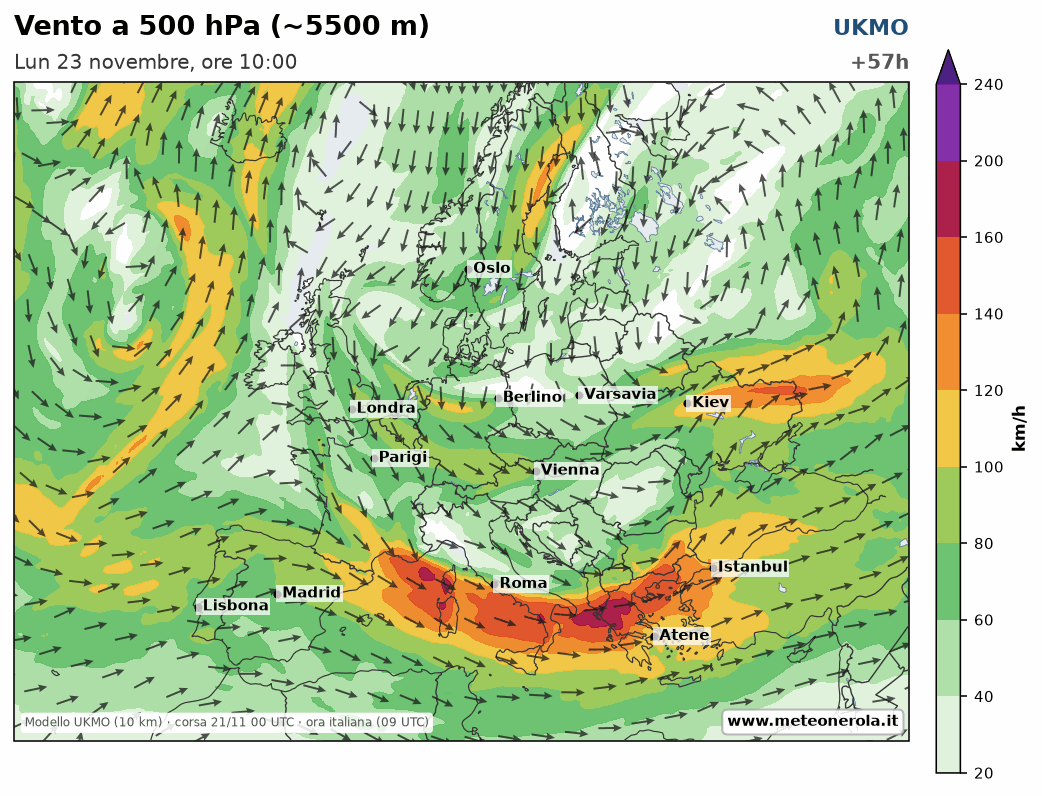 Vento a 500 hPa (~5500 m)
UKMO
Lun 23 novembre, ore 10:00
+57h
240
200
160
140
120
100
80
60
40
20
km/h
Oslo
Londra
Berlino
Varsavia
Kiev
Parigi
Vienna
Roma
Istanbul
Madrid
Lisbona
Atene
Modello UKMO (10 km) · corsa 21/11 00 UTC · ora italiana (09 UTC)
www.meteonerola.it